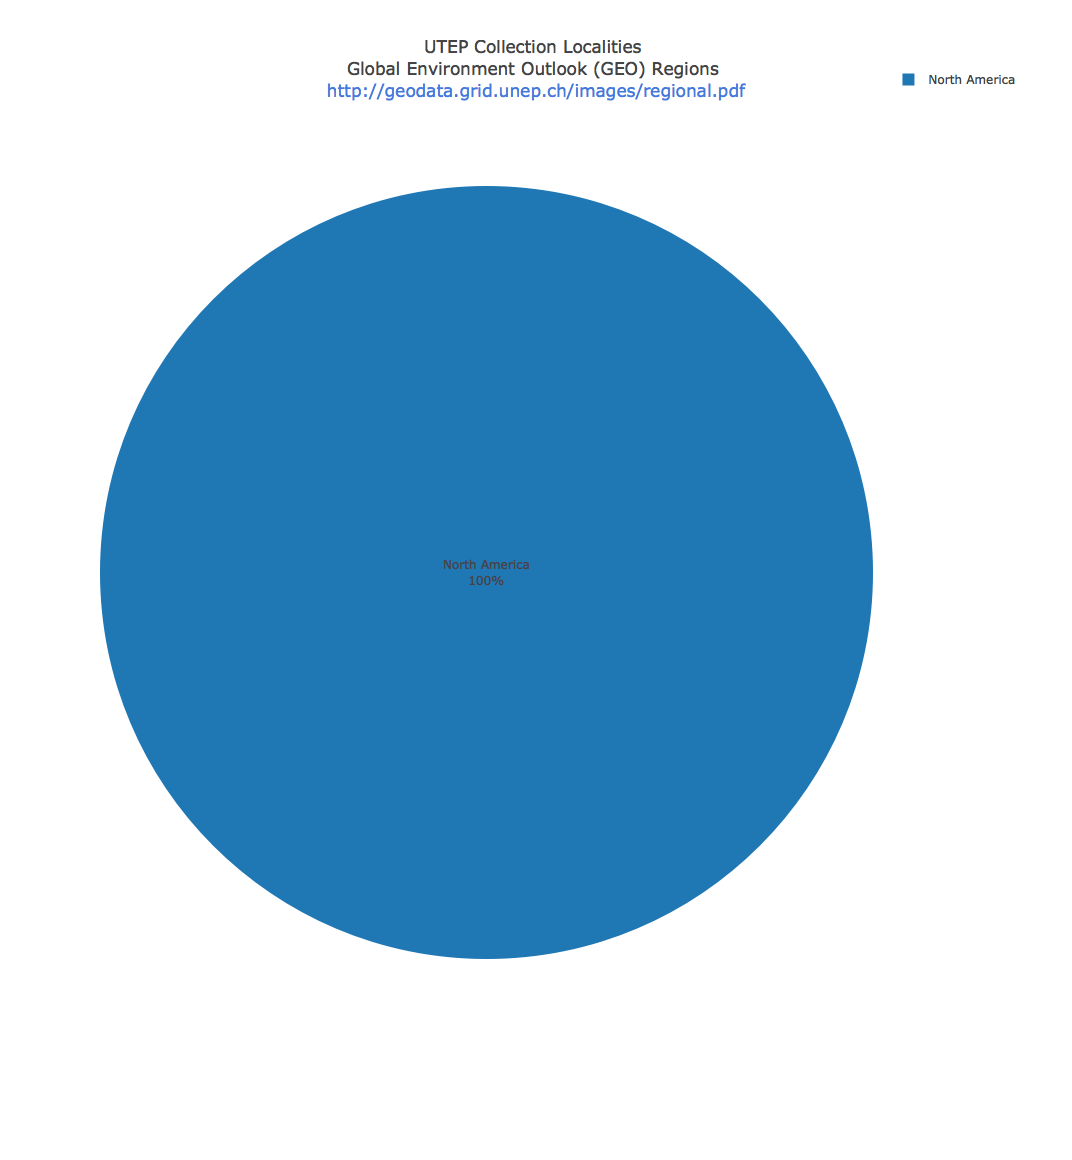 UTEP Collection Localities
Global Environment Outlook (GEO) Regions
http://geodata.grid.unep.ch/images/regional.pdf
North America
North America
100%